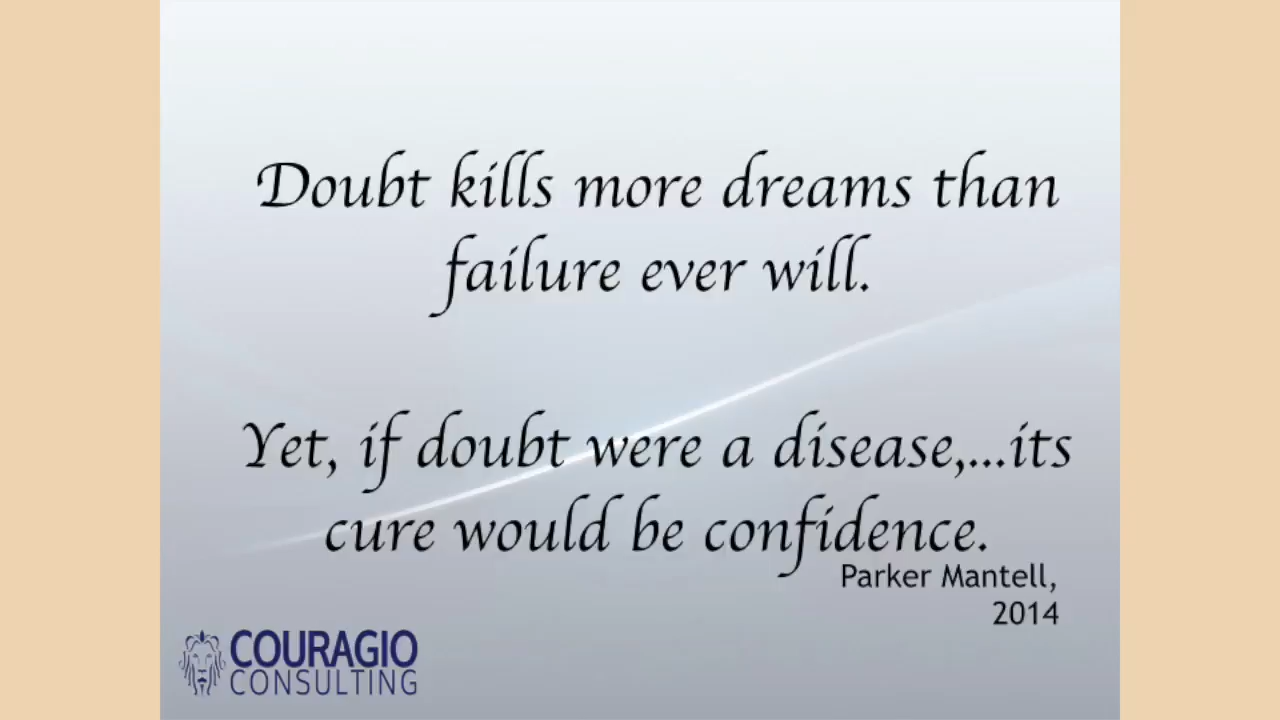 Doubt kills more dreams than
failure ever will.
Yet, if doubt were a disease,...its
cure would be confidence.
Parker Mantell,
2014
COURAGIO
CONSULTING